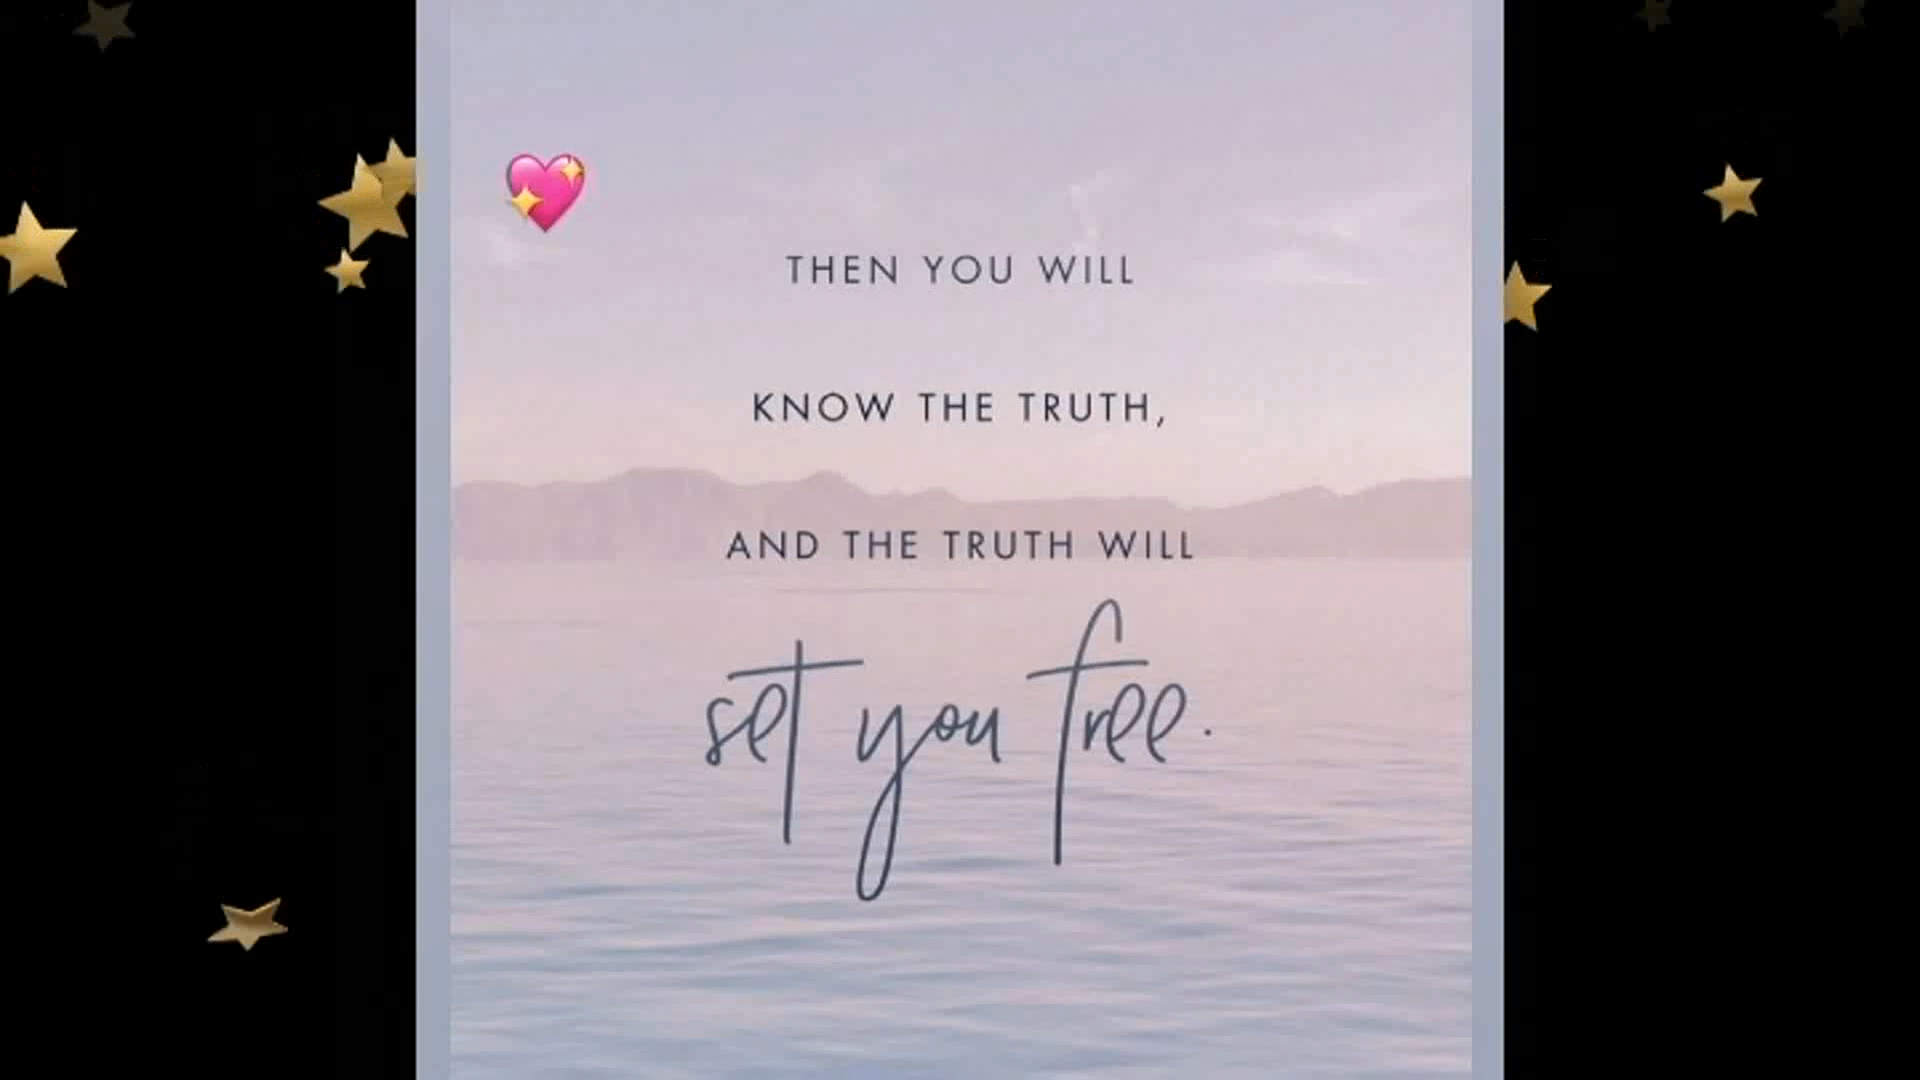 THEN YOU WILL
KNOW THE TRUTH,
AND THE TRUTH WILL
set you free.